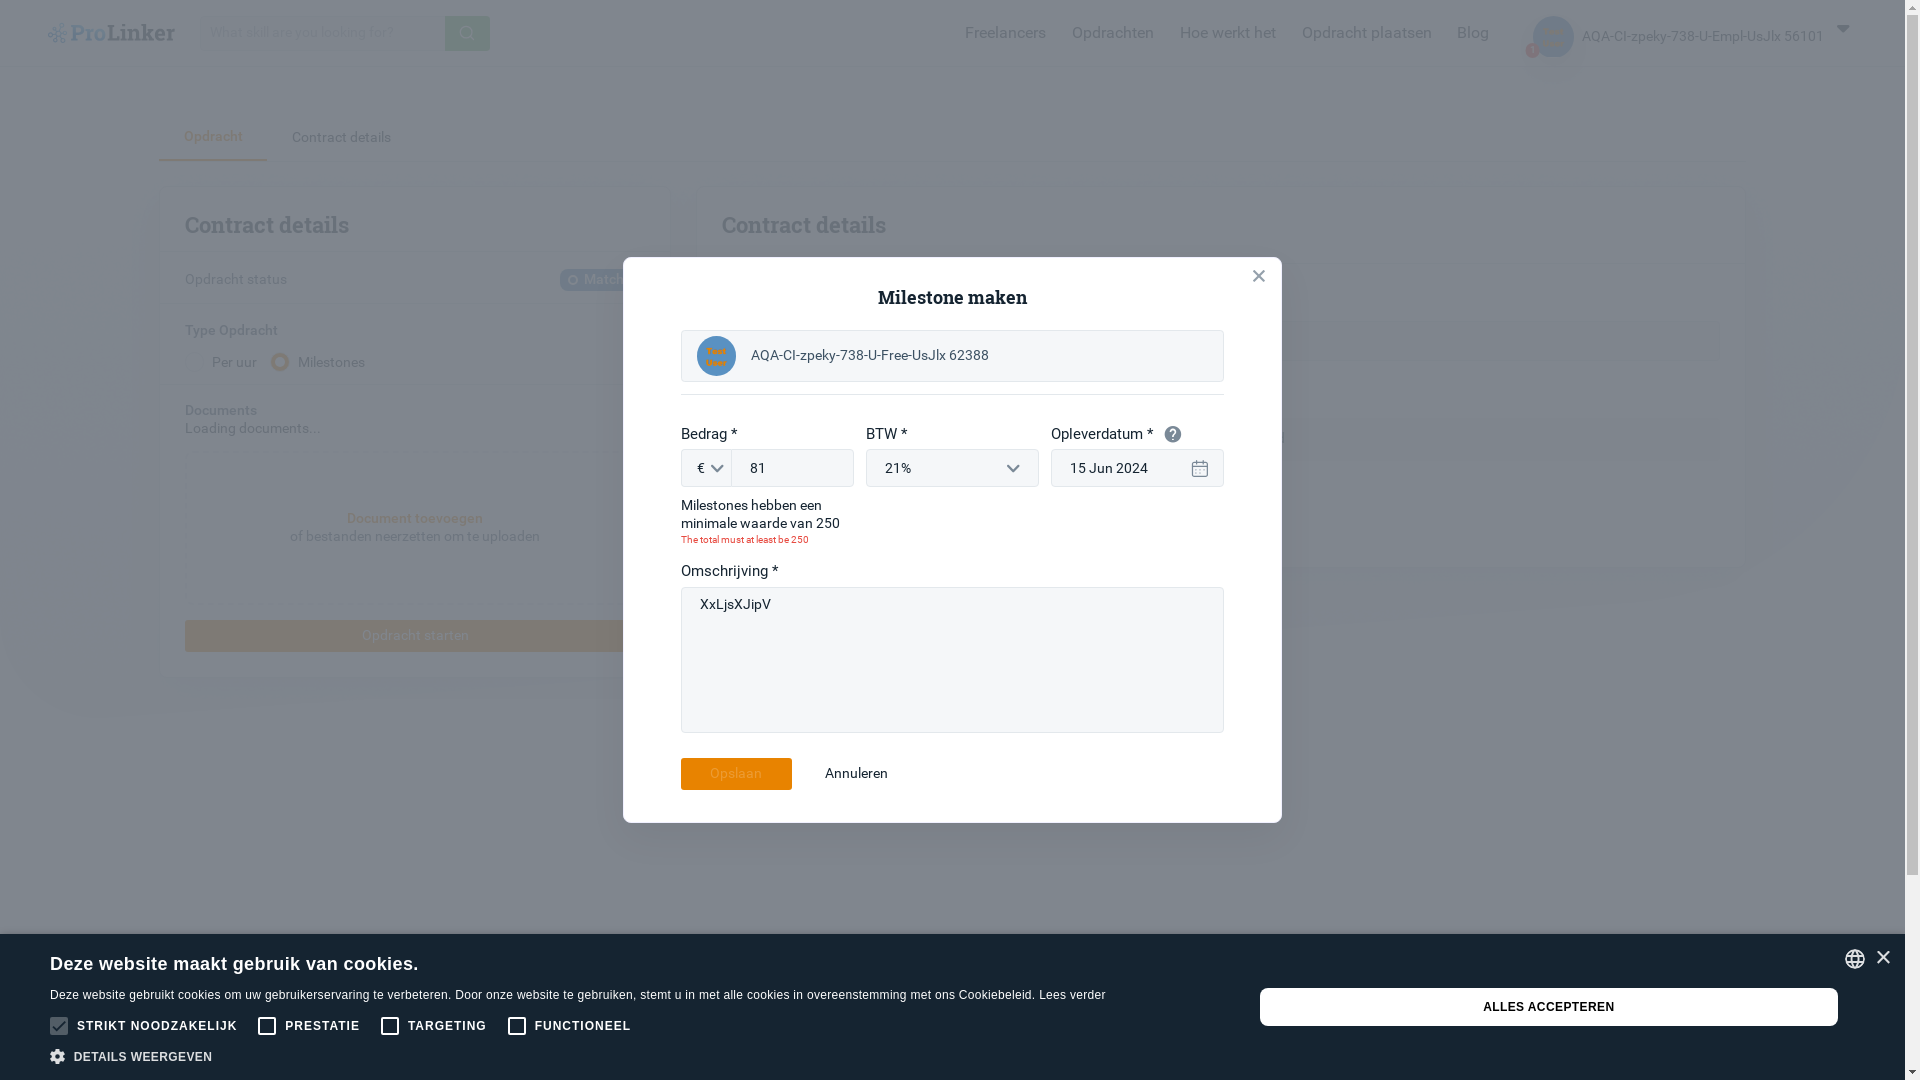 ProLinker
What skill are you looking for?
Freelancers
Opdrachten
Hoe werkt het
Opdracht plaatsen
Blog
AQA-CI-zpeky-738-U-Empl-UsJlx 56101
Opdracht
Contract details
Contract details
Contract details
Opdracht status
Match
Type Opdracht
Per uur
Milestones
Documents
Loading documents...
Document toevoegen
of bestanden neerzetten om te uploaden
Opdracht starten
Milestone maken
Test
User
AQA-CI-zpeky-738-U-Free-UsJlx 62388
Bedrag *
BTW *
Opleverdatum *
€
81
21%
15 Jun 2024
Milestones hebben een
minimale waarde van 250
The total must at least be 250
Omschrijving *
XxLjsXJipV
Opslaan
Annuleren
Deze website maakt gebruik van cookies.
Deze website gebruikt cookies om uw gebruikerservaring te verbeteren. Door onze website te gebruiken, stemt u in met alle cookies in overeenstemming met ons Cookiebeleid. Lees verder
STRIKT NOODZAKELIJK
PRESTATIE
TARGETING
FUNCTIONEEL
DETAILS WEERGEVEN
ALLES ACCEPTEREN